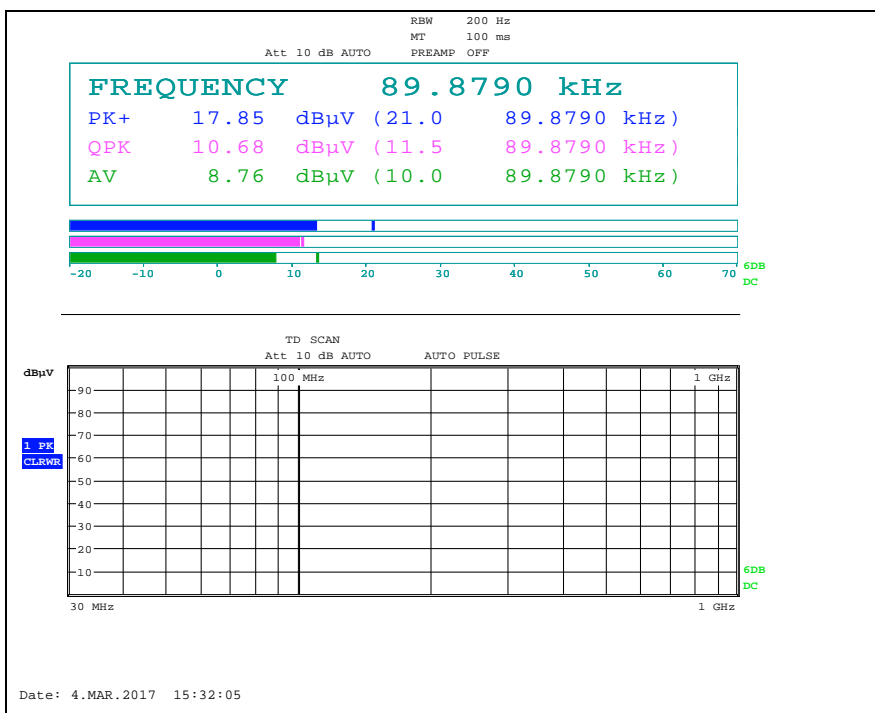 RBW 200 Hz
MT 100 ms
Att 10 dB AUTO PREAMP OFF
FREQUENCY 89.8790 kHz
PK+ 17.85 dBµV (21.0 89.8790 kHz)
QPK 10.68 dBµV (11.5 89.8790 kHz)
AV 8.76 dBµV (10.0 89.8790 kHz)
-20 -10 0 10 20 30 40 50 60 70
6DB
DC
TD SCAN
Att 10 dB AUTO AUTO PULSE
dBµV
100 MHz 1 GHz
90
80
70
1 PK
CLRWR
60
50
40
30
20
10
6DB
DC
30 MHz 1 GHz
Date: 4.MAR.2017 15:32:05